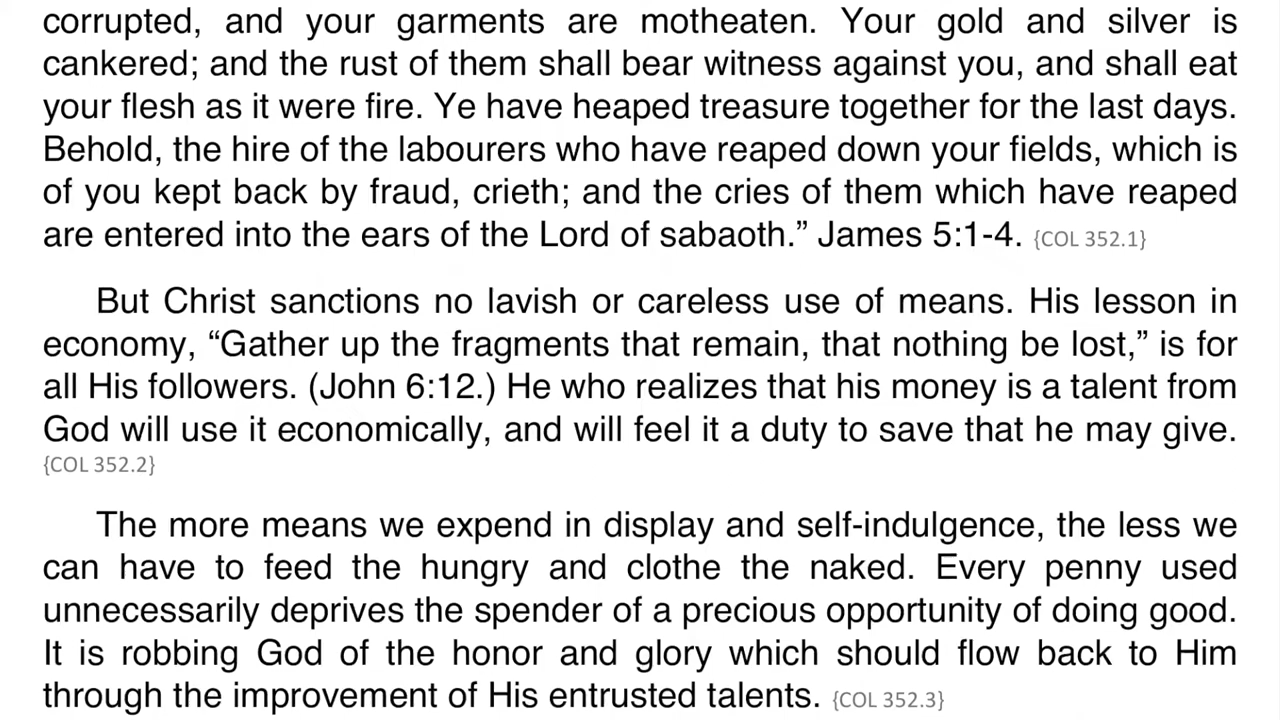 corrupted, and your garments are motheaten. Your gold and silver is
cankered; and the rust of them shall bear witness against you, and shall eat
your flesh as it were fire. Ye have heaped treasure together for the last days.
Behold, the hire of the labourers who have reaped down your fields, which is
of you kept back by fraud, crieth; and the cries of them which have reaped
are entered into the ears of the Lord of sabaoth.” James 5:1-4. {COL 352.1}
But Christ sanctions no lavish or careless use of means. His lesson in
economy, “Gather up the fragments that remain, that nothing be lost,” is for
all His followers. (John 6:12.) He who realizes that his money is a talent from
God will use it economically, and will feel it a duty to save that he may give.
{COL 352.2}
The more means we expend in display and self-indulgence, the less we
can have to feed the hungry and clothe the naked. Every penny used
unnecessarily deprives the spender of a precious opportunity of doing good.
It is robbing God of the honor and glory which should flow back to Him
through the improvement of His entrusted talents. {COL 352.3}